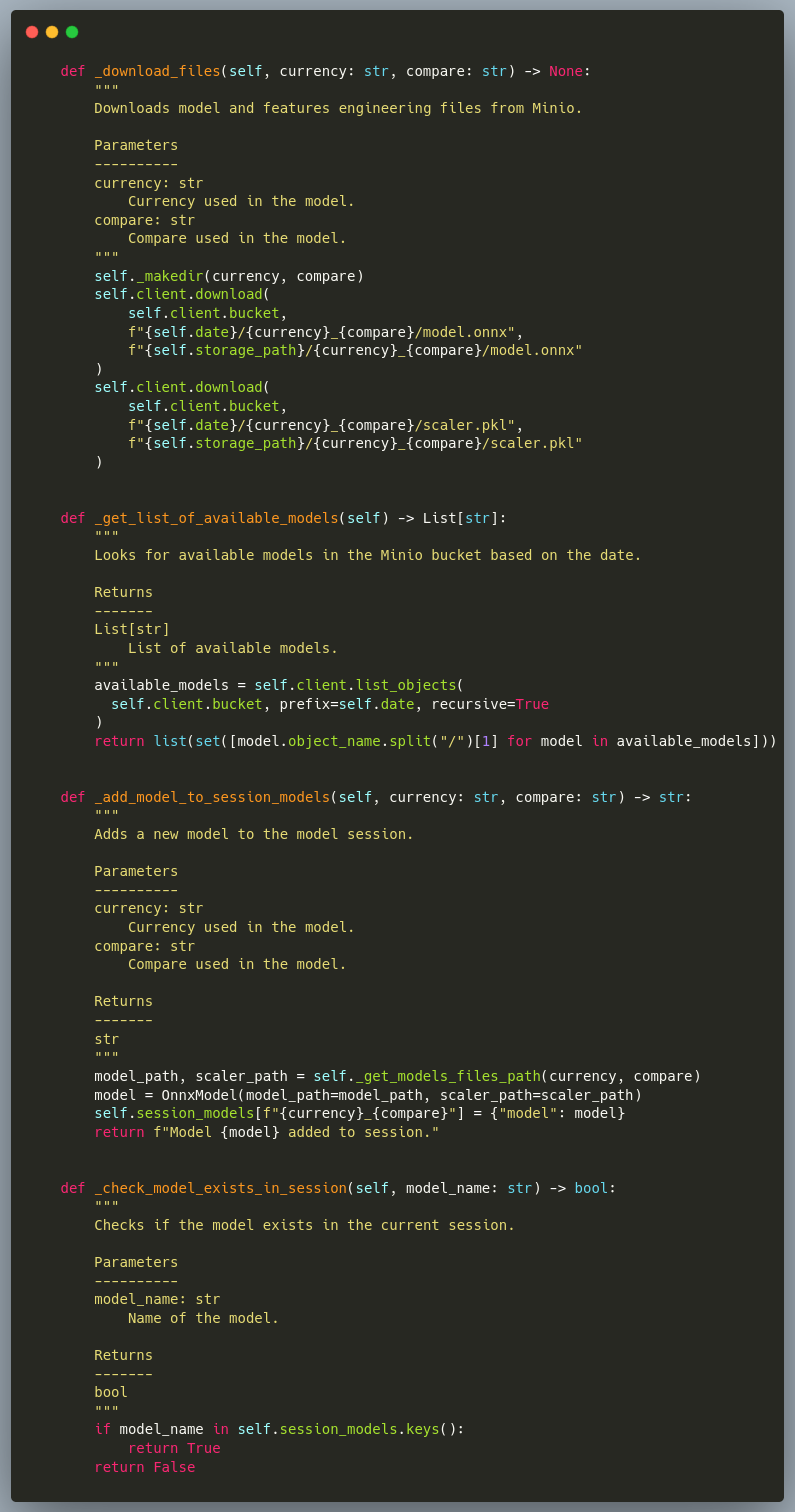 def _download_files(self, currency: str, compare: str) -> None:
    """
    Downloads model and features engineering files from Minio.

    Parameters
    ----------
    currency: str
        Currency used in the model.
    compare: str
        Compare used in the model.
    """
    self._makedir(currency, compare)
    self.client.download(
        self.client.bucket,
        f"{self.date}/{currency}_{compare}/model.onnx",
        f"{self.storage_path}/{currency}_{compare}/model.onnx"
    )
    self.client.download(
        self.client.bucket,
        f"{self.date}/{currency}_{compare}/scaler.pkl",
        f"{self.storage_path}/{currency}_{compare}/scaler.pkl"
    )


def _get_list_of_available_models(self) -> List[str]:
    """
    Looks for available models in the Minio bucket based on the date.

    Returns
    -------
    List[str]
        List of available models.
    """
    available_models = self.client.list_objects(
      self.client.bucket, prefix=self.date, recursive=True
    )
    return list(set([model.object_name.split("/")[1] for model in available_models]))


def _add_model_to_session_models(self, currency: str, compare: str) -> str:
    """
    Adds a new model to the model session.

    Parameters
    ----------
    currency: str
        Currency used in the model.
    compare: str
        Compare used in the model.

    Returns
    -------
    str
    """
    model_path, scaler_path = self._get_models_files_path(currency, compare)
    model = OnnxModel(model_path=model_path, scaler_path=scaler_path)
    self.session_models[f"{currency}_{compare}"] = {"model": model}
    return f"Model {model} added to session."


def _check_model_exists_in_session(self, model_name: str) -> bool:
    """
    Checks if the model exists in the current session.

    Parameters
    ----------
    model_name: str
        Name of the model.

    Returns
    -------
    bool
    """
    if model_name in self.session_models.keys():
        return True
    return False